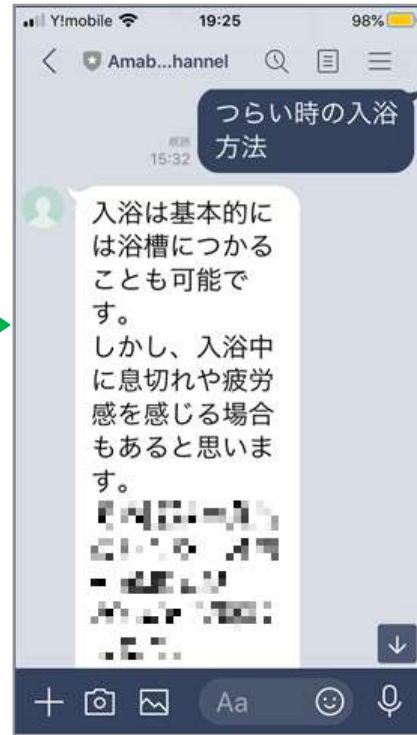 Y!mobile 19:25 98%
Amab...hannel
つらい時の入浴
方法
既読
15:32
入浴は基本的に
は浴槽につかる
ことも可能で
す。
しかし、入浴中
に息切れや疲労
感を感じる場合
もあると思いま
す。
Aa